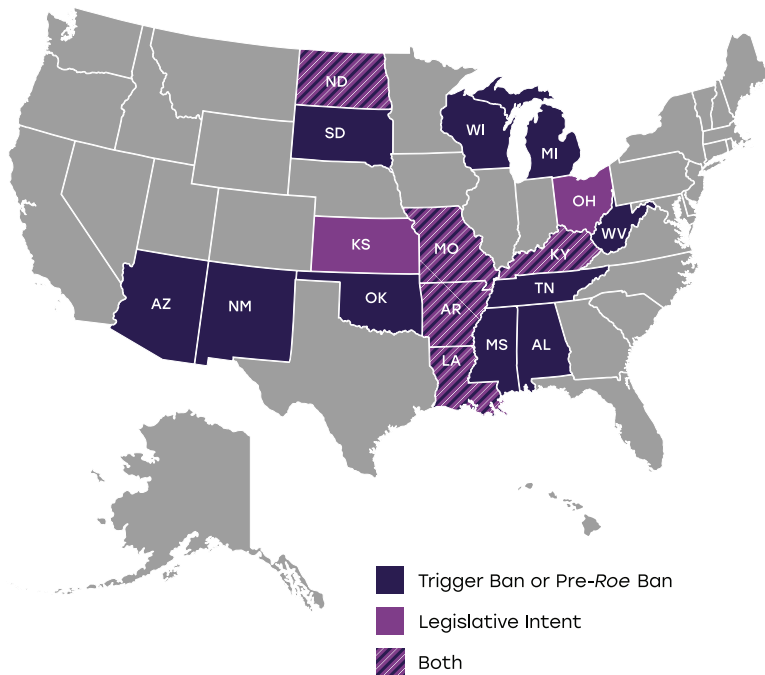 ND
SD
WI
MI
OH
WV
KS
MO
KY
AZ
NM
OK
TN
AR
MS
AL
LA
Trigger Ban or Pre-Roe Ban
Legislative Intent
Both